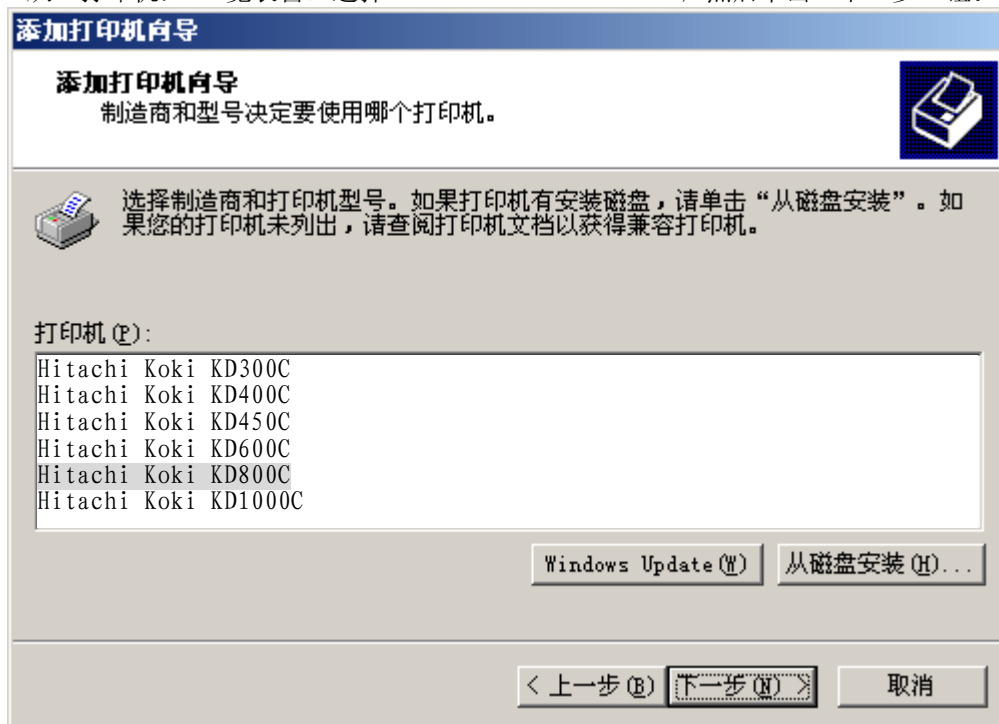 添加打印机向导
添加打印机向导
制造商和型号决定要使用哪个打印机。
选择制造商和打印机型号。如果打印机有安装磁盘，请单击“从磁盘安装”。如
果您的打印机未列出，请查阅打印机文档以获得兼容打印机。
打印机(P):
Hitachi Koki KD300C
Hitachi Koki KD400C
Hitachi Koki KD450C
Hitachi Koki KD600C
Hitachi Koki KD800C
Hitachi Koki KD1000C
Windows Update(W) 从磁盘安装(H)...
< 上一步(B) 下一步(N) > 取消